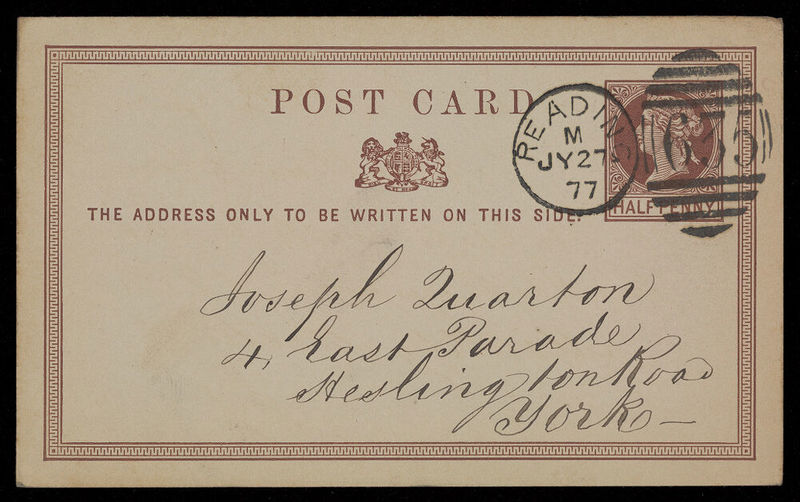 POST CARD
READING
M
JY 27
77
635
THE ADDRESS ONLY TO BE WRITTEN ON THIS SIDE.
HALFPENNY
Joseph Quarton
4, East Parade
Heslington Road
York